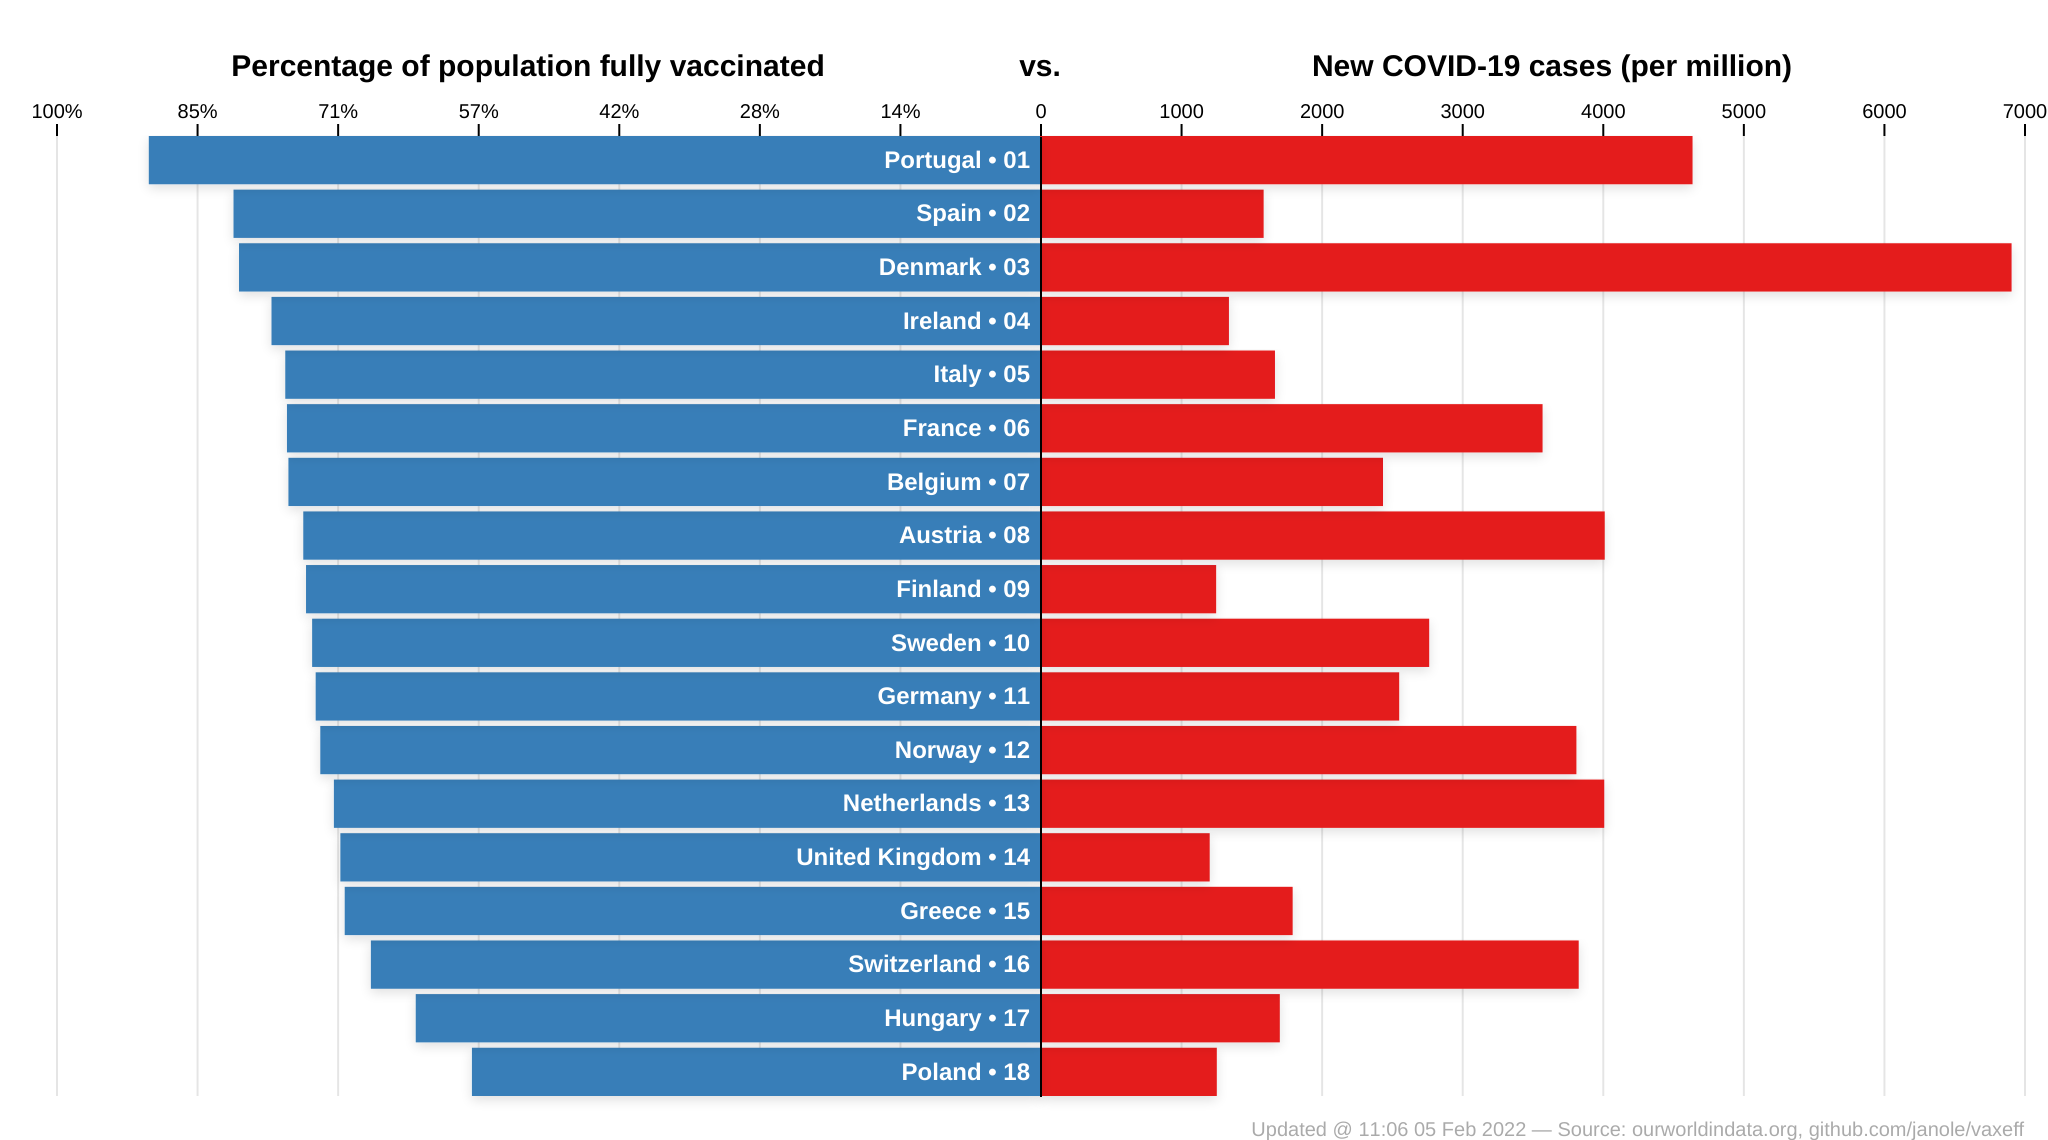 Percentage of population fully vaccinated vs. New COVID-19 cases (per million)
100% 85% 71% 57% 42% 28% 14% 0 1000 2000 3000 4000 5000 6000 7000
Portugal • 01
Spain • 02
Denmark • 03
Ireland • 04
Italy • 05
France • 06
Belgium • 07
Austria • 08
Finland • 09
Sweden • 10
Germany • 11
Norway • 12
Netherlands • 13
United Kingdom • 14
Greece • 15
Switzerland • 16
Hungary • 17
Poland • 18
Updated @ 11:06 05 Feb 2022 — Source: ourworldindata.org, github.com/janole/vaxeff